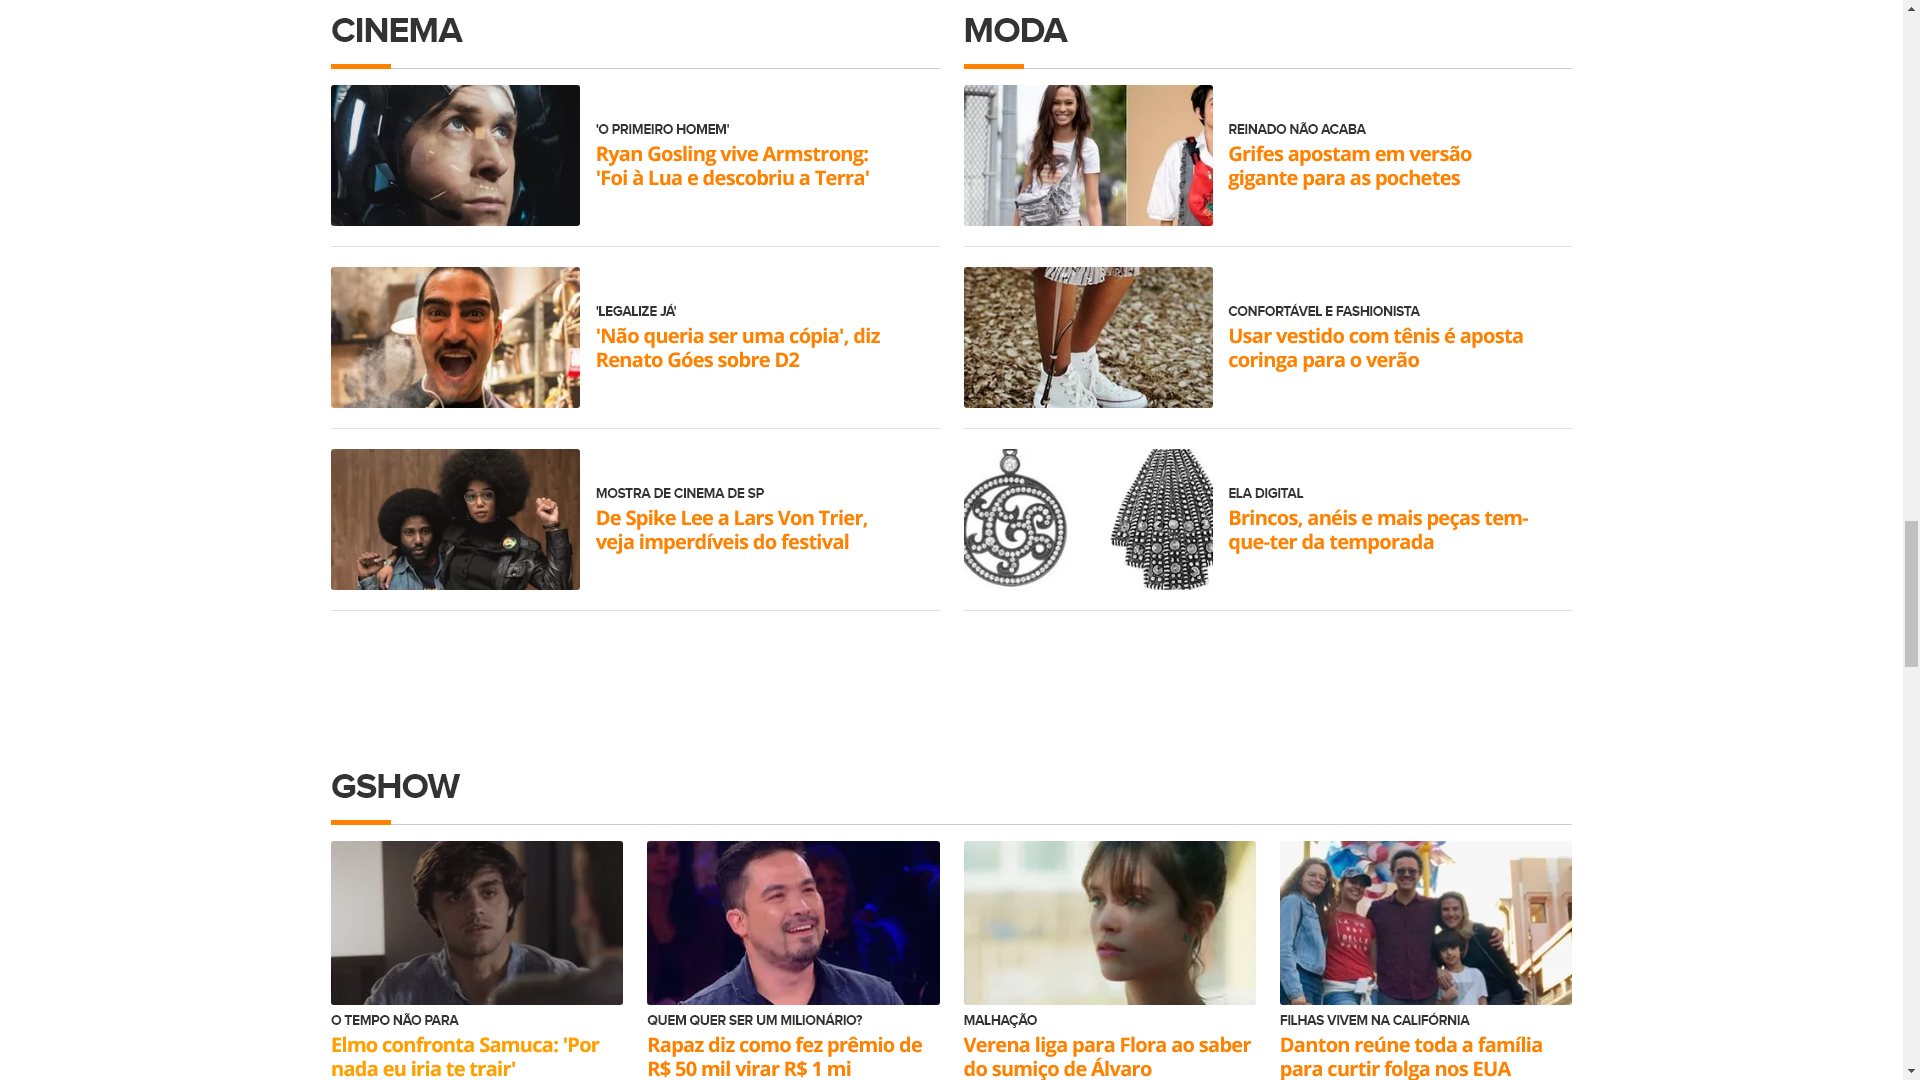 CINEMA
'O PRIMEIRO HOMEM'
Ryan Gosling vive Armstrong:
'Foi à Lua e descobriu a Terra'
'LEGALIZE JÁ'
'Não queria ser uma cópia', diz
Renato Góes sobre D2
MOSTRA DE CINEMA DE SP
De Spike Lee a Lars Von Trier,
veja imperdíveis do festival
MODA
REINADO NÃO ACABA
Grifes apostam em versão
gigante para as pochetes
CONFORTÁVEL E FASHIONISTA
Usar vestido com tênis é aposta
coringa para o verão
ELA DIGITAL
Brincos, anéis e mais peças tem-
que-ter da temporada
GSHOW
O TEMPO NÃO PARA
Elmo confronta Samuca: 'Por
nada eu iria te trair'
QUEM QUER SER UM MILIONÁRIO?
Rapaz diz como fez prêmio de
R$ 50 mil virar R$ 1 mi
MALHAÇÃO
Verena liga para Flora ao saber
do sumiço de Álvaro
FILHAS VIVEM NA CALIFÓRNIA
Danton reúne toda a família
para curtir folga nos EUA